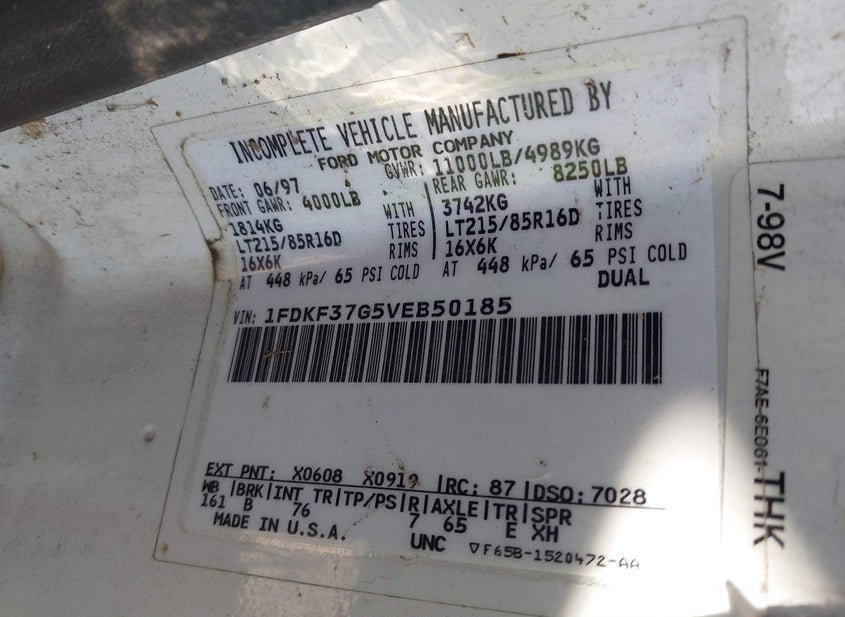 INCOMPLETE VEHICLE MANUFACTURED BY
FORD MOTOR COMPANY
DATE: 06/97 GVWR: 11000LB/4989KG
FRONT GAWR: 4000LB REAR GAWR: 8250LB
1814KG WITH 3742KG WITH
LT215/85R16D TIRES LT215/85R16D TIRES
16X6K RIMS 16X6K RIMS
AT 448 kPa/ 65 PSI COLD AT 448 kPa/ 65 PSI COLD
DUAL
VIN: 1FDKF37G5VEB50185
EXT PNT: X0608 X0919 |RC: 87|DSO:7028
WB |BRK|INT TR|TP/PS|R|AXLE|TR|SPR
161 B 76 7 65 E XH
MADE IN U.S.A. UNC ▽F65B-1520472-AA
7-98V
F7AE-6E061-
THK